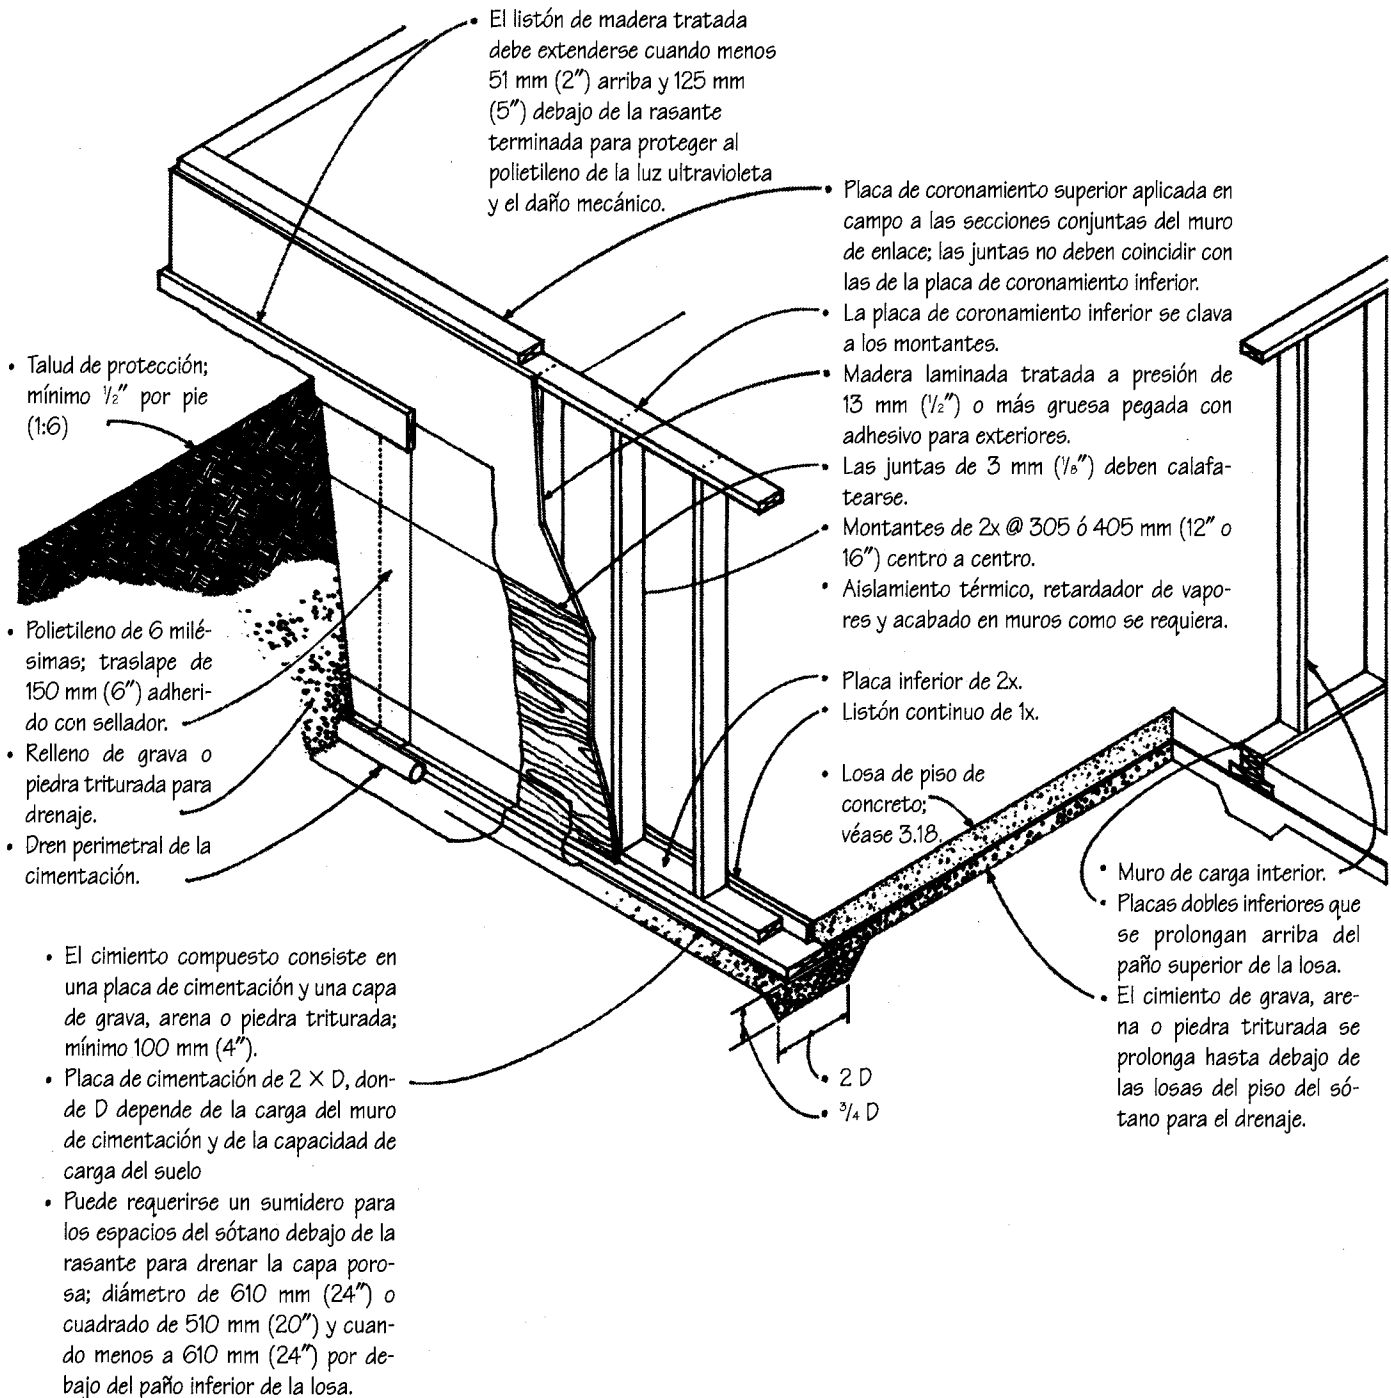 • El listón de madera tratada
debe extenderse cuando menos
51 mm (2") arriba y 125 mm
(5") debajo de la rasante
terminada para proteger al
polietileno de la luz ultravioleta
y el daño mecánico.
• Placa de coronamiento superior aplicada en
campo a las secciones conjuntas del muro
de enlace; las juntas no deben coincidir con
las de la placa de coronamiento inferior.
• La placa de coronamiento inferior se clava
a los montantes.
• Madera laminada tratada a presión de
13 mm (1/2") o más gruesa pegada con
adhesivo para exteriores.
• Las juntas de 3 mm (1/8") deben calafa-
tearse.
• Montantes de 2x @ 305 ó 405 mm (12" o
16") centro a centro.
• Aislamiento térmico, retardador de vapo-
res y acabado en muros como se requiera.
• Placa inferior de 2x.
• Listón continuo de 1x.
• Losa de piso de
concreto;
véase 3.18.
• Talud de protección;
mínimo 1/2" por pie
(1:6)
• Polietileno de 6 milé-
simas; traslape de
150 mm (6") adheri-
do con sellador.
• Relleno de grava o
piedra triturada para
drenaje.
• Dren perimetral de la
cimentación.
• Muro de carga interior.
• Placas dobles inferiores que
se prolongan arriba del
paño superior de la losa.
• El cimiento de grava, are-
na o piedra triturada se
prolonga hasta debajo de
las losas del piso del só-
tano para el drenaje.
• El cimiento compuesto consiste en
una placa de cimentación y una capa
de grava, arena o piedra triturada;
mínimo 100 mm (4").
• Placa de cimentación de 2 X D, don-
de D depende de la carga del muro
de cimentación y de la capacidad de
carga del suelo
• Puede requerirse un sumidero para
los espacios del sótano debajo de la
rasante para drenar la capa poro-
sa; diámetro de 610 mm (24") o
cuadrado de 510 mm (20") y cuan-
do menos a 610 mm (24") por de-
bajo del paño inferior de la losa.
• 2 D
• 3/4 D